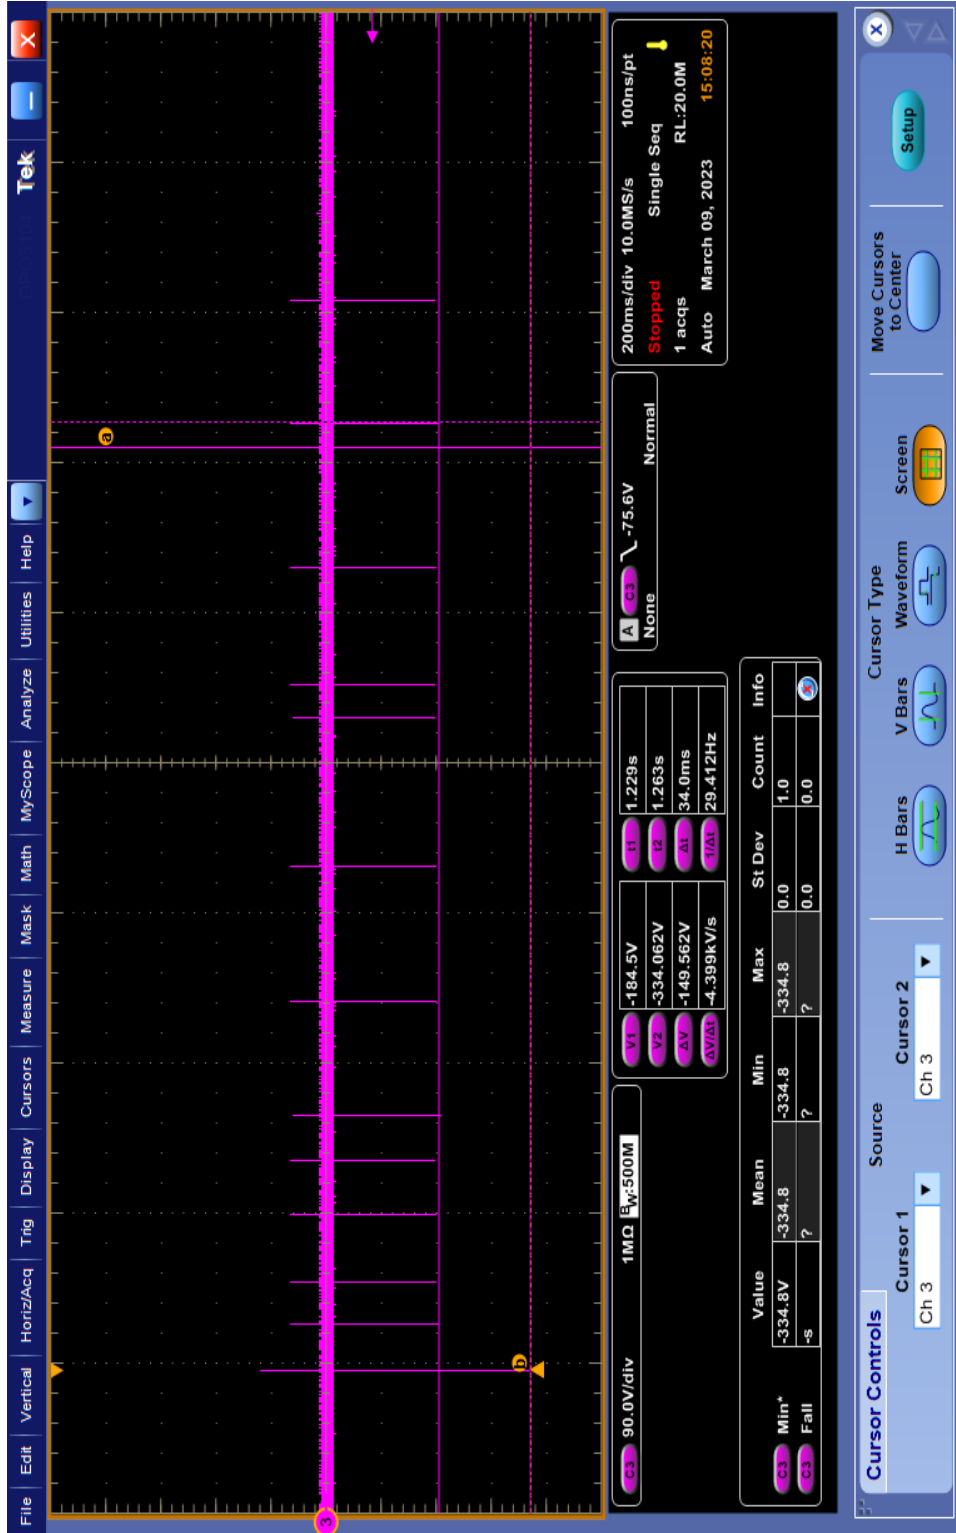 File Edit Vertical Horiz/Acq Trig Display Cursors Measure Mask Math MyScope Analyze Utilities Help Tek
a
b
3
C3 90.0V/div 1MΩ BW:500M
V1 -184.5V t1 1.229s
V2 -334.062V t2 1.263s
ΔV -149.562V Δt 34.0ms
ΔV/Δt -4.399kV/s 1/Δt 29.412Hz
A C3 -75.6V
None Normal
200ms/div 10.0MS/s 100ns/pt
Stopped Single Seq
1 acqs RL:20.0M
Auto March 09, 2023 15:08:20
Value Mean Min Max St Dev Count Info
C3 Min* -334.8V -334.8 -334.8 -334.8 0.0 1.0
C3 Fall -s ? ? ? 0.0 0.0
Cursor Controls
Source
Cursor 1 Cursor 2
Ch 3 Ch 3
Cursor Type
H Bars V Bars Waveform Screen
Move Cursors
to Center
Setup
X